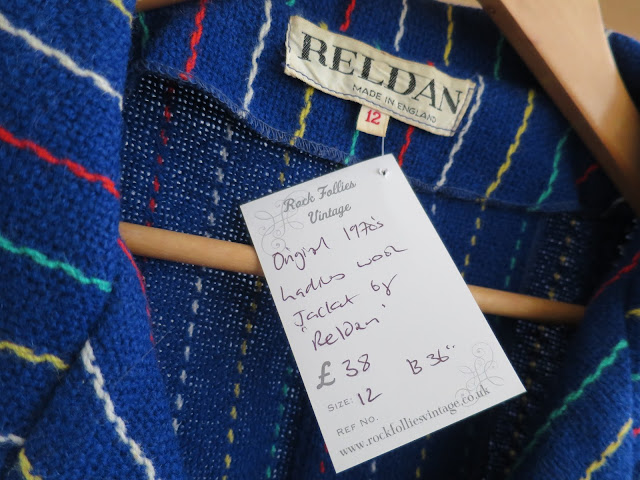 RELDAN
MADE IN ENGLAND
12
Rock Follies
Vintage
Original 1970's
Ladies wool
Jacket by
"Reldan"
£38
B 36"
SIZE: 12
REF NO.
www.rockfolliesvintage.co.uk